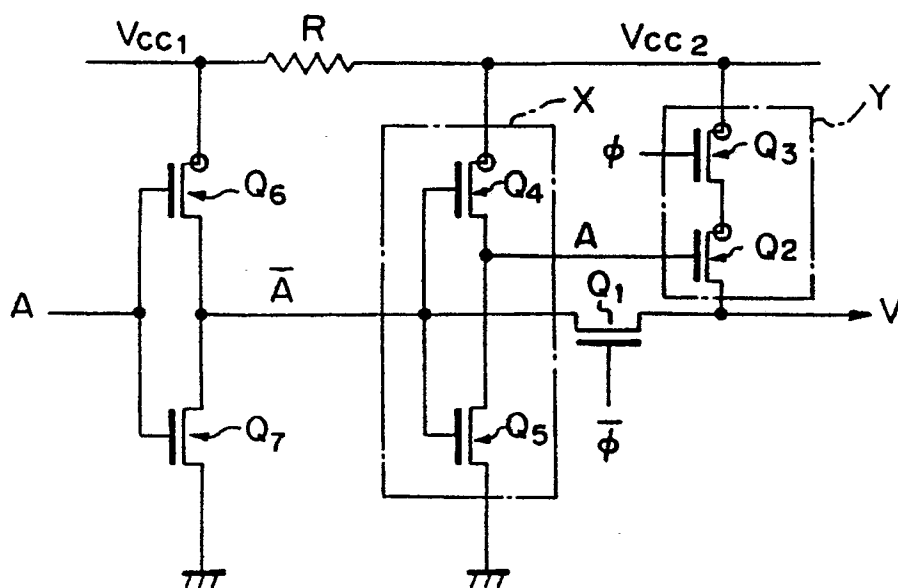 Vcc1 R Vcc2
X Y
φ Q3
Q6 Q4
A Q2
A A̅ Q1 V
Q7 Q5
φ̅